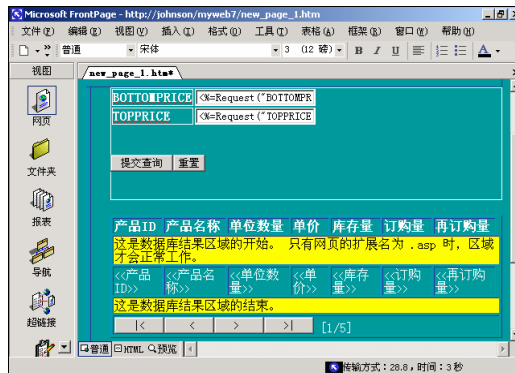 Microsoft FrontPage - http://johnson/myweb7/new_page_1.htm
文件(F) 编辑(E) 视图(V) 插入(I) 格式(O) 工具(T) 表格(A) 框架(R) 窗口(W) 帮助(H)
普通 宋体 3 (12 磅) B I U A
视图
new_page_1.htm*
BOTTOMPRICE <%=Request("BOTTOMPR
TOPPRICE <%=Request("TOPPRICE
提交查询 重置
网页
文件夹
报表
导航
超链接
产品ID 产品名称 单位数量 单价 库存量 订购量 再订购量
这是数据库结果区域的开始。 只有网页的扩展名为 .asp 时，区域
才会正常工作。
<<产品 <<产品名 <<单位数 <<单 <<库存 <<订购 <<再订购
ID>> 称>> 量>> 价>> 量>> 量>> 量>>
这是数据库结果区域的结束。
|< < > >| [1/5]
普通 HTML 预览
传输方式：28.8，时间：3 秒